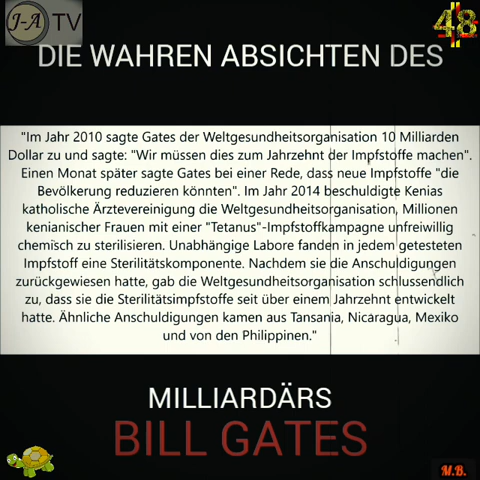 J-A TV
48
DIE WAHREN ABSICHTEN DES
"Im Jahr 2010 sagte Gates der Weltgesundheitsorganisation 10 Milliarden
Dollar zu und sagte: "Wir müssen dies zum Jahrzehnt der Impfstoffe machen".
Einen Monat später sagte Gates bei einer Rede, dass neue Impfstoffe "die
Bevölkerung reduzieren könnten". Im Jahr 2014 beschuldigte Kenias
katholische Ärztevereinigung die Weltgesundheitsorganisation, Millionen
kenianischer Frauen mit einer "Tetanus"-Impfstoffkampagne unfreiwillig
chemisch zu sterilisieren. Unabhängige Labore fanden in jedem getesteten
Impfstoff eine Sterilitätskomponente. Nachdem sie die Anschuldigungen
zurückgewiesen hatte, gab die Weltgesundheitsorganisation schlussendlich
zu, dass sie die Sterilitätsimpfstoffe seit über einem Jahrzehnt entwickelt
hatte. Ähnliche Anschuldigungen kamen aus Tansania, Nicaragua, Mexiko
und von den Philippinen."
MILLIARDÄRS
BILL GATES
M.B.